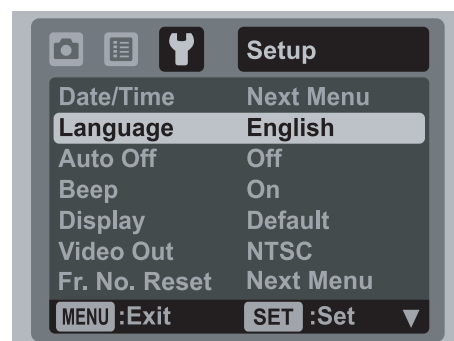 Setup
Date/Time Next Menu
Language English
Auto Off Off
Beep On
Display Default
Video Out NTSC
Fr. No. Reset Next Menu
MENU :Exit SET :Set